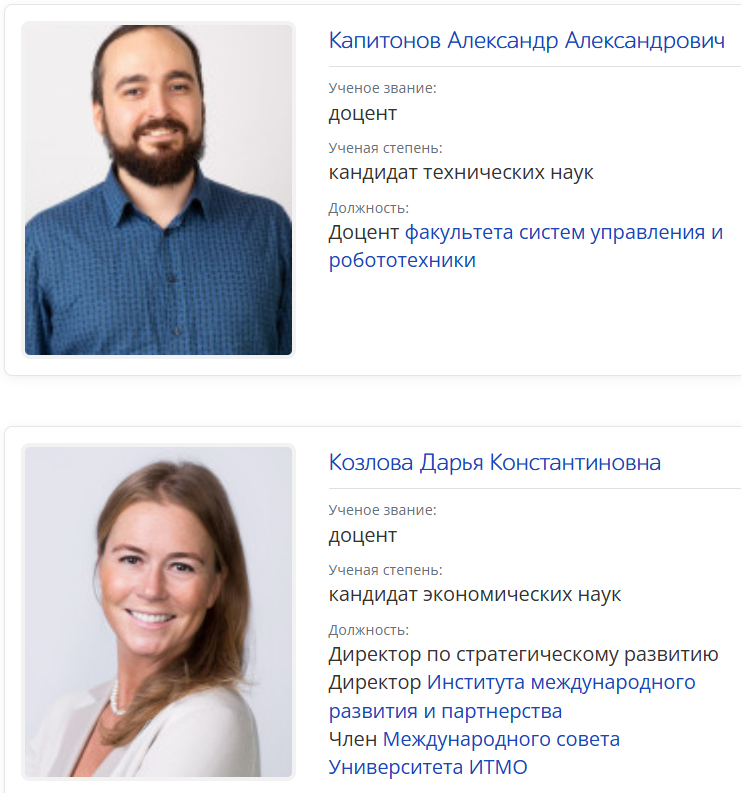 Капитонов Александр Александрович
Ученое звание:
доцент
Ученая степень:
кандидат технических наук
Должность:
Доцент факультета систем управления и
робототехники
Козлова Дарья Константиновна
Ученое звание:
доцент
Ученая степень:
кандидат экономических наук
Должность:
Директор по стратегическому развитию
Директор Института международного
развития и партнерства
Член Международного совета
Университета ИТМО